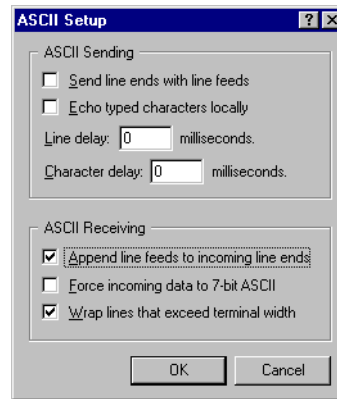 ASCII Setup
ASCII Sending
Send line ends with line feeds
Echo typed characters locally
Line delay: 0 milliseconds.
Character delay: 0 milliseconds.
ASCII Receiving
Append line feeds to incoming line ends
Force incoming data to 7-bit ASCII
Wrap lines that exceed terminal width
OK Cancel